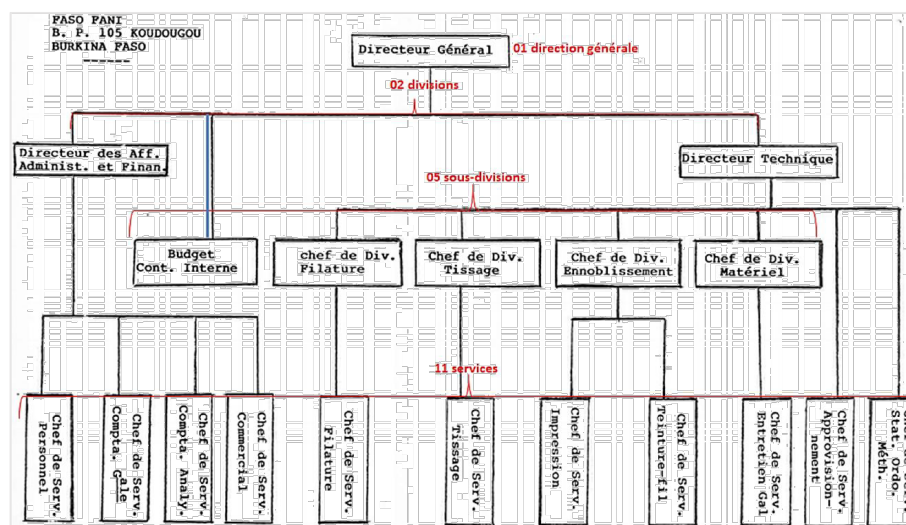 FASO FANI
B. P. 105 KOUDOUGOU
BURKINA FASO
Directeur Général
01 direction générale
02 divisions
Directeur des Aff.
Administ. et Finan.
Directeur Technique
05 sous-divisions
Budget
Cont. Interne
chef de Div.
Filature
Chef de Div.
Tissage
Chef de Div.
Ennoblissement
Chef de Div.
Matériel
11 services
Chef de Serv.
Personnel
Chef de Serv.
Compta. Gale
Chef de Serv.
Compta. Analy.
Chef de Serv.
Commercial
Chef de Serv.
Filature
Chef de Serv.
Tissage
Chef de Serv.
Impression
Chef de Serv.
Teinture-fil
Chef de Serv.
Entretien Gal
Chef de Serv.
Approvision-
nement
Stat. Ordo.
Méth.